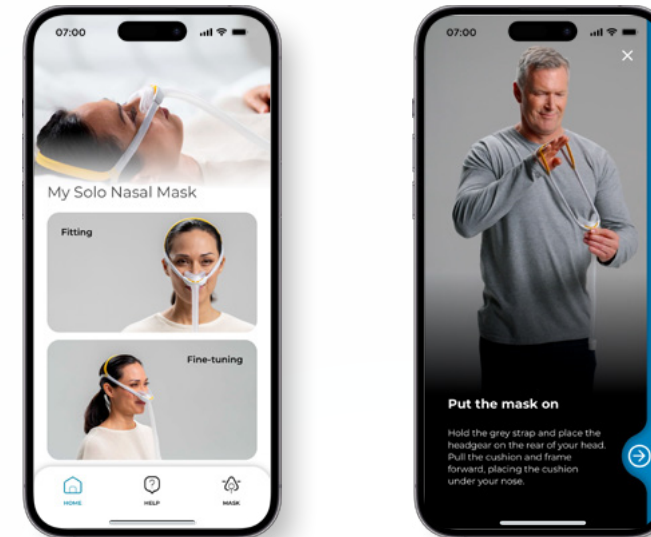 07:00
My Solo Nasal Mask
Fitting
Fine-tuning
HOME
HELP
MASK
07:00
Put the mask on
Hold the grey strap and place the
headgear on the rear of your head.
Pull the cushion and frame
forward, placing the cushion
under your nose.